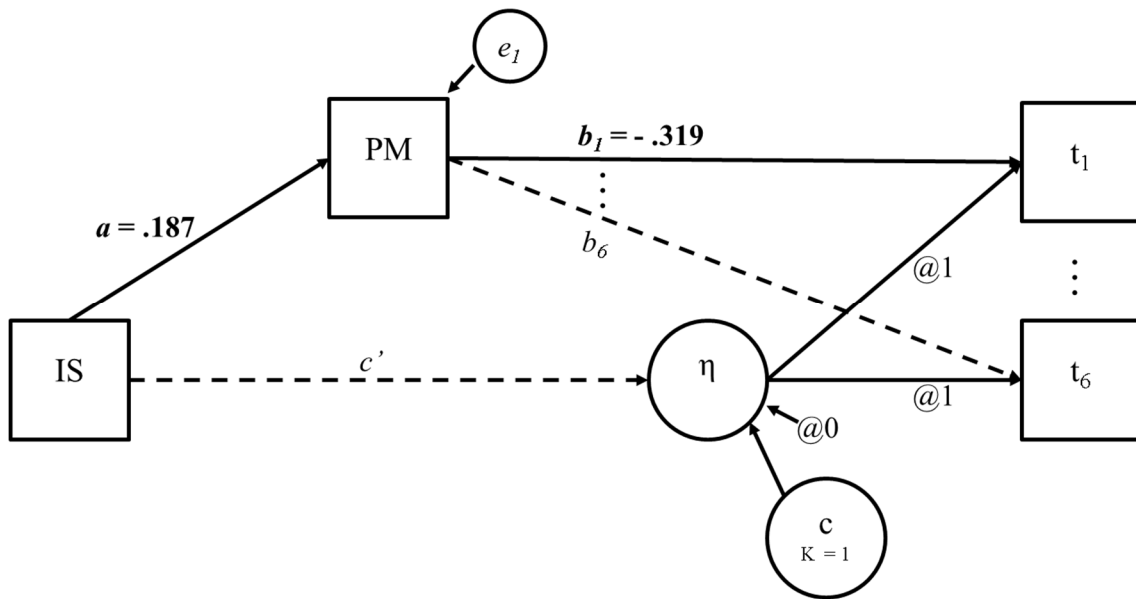 e₁
PM
b₁ = - .319
t₁
⋮
⋮
a = .187
b₆
@1
IS
c’
η
t₆
@1
@0
c
K = 1